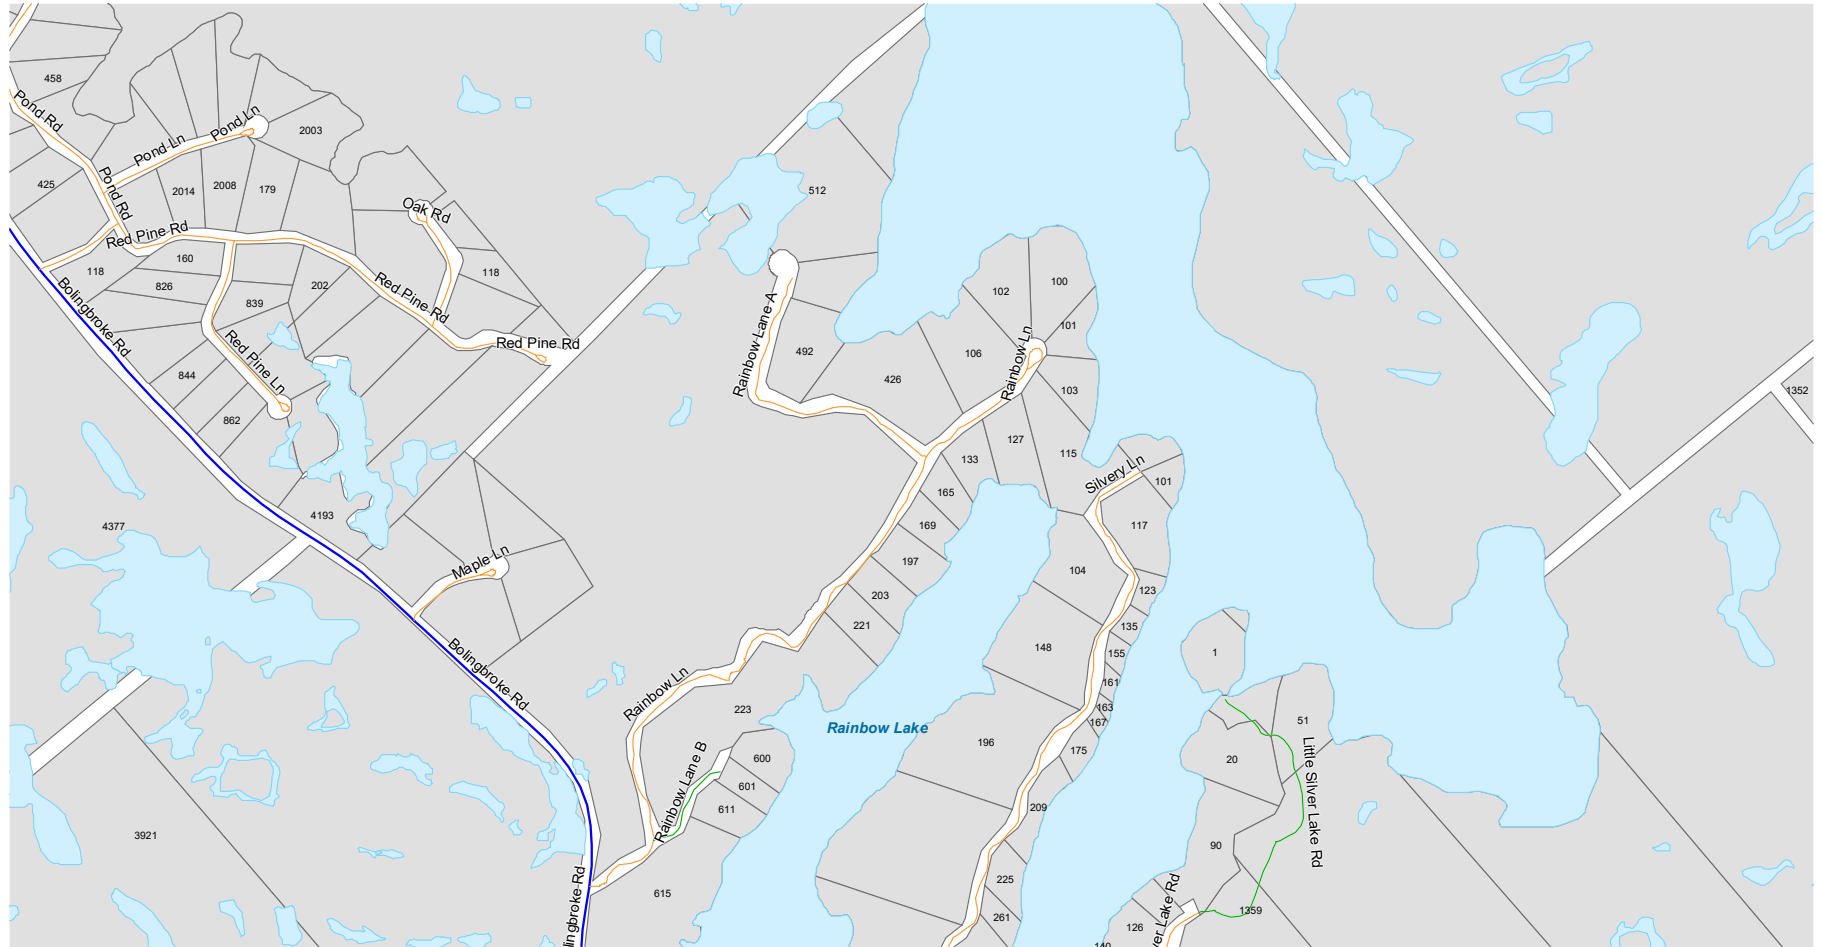 458
Pond Rd
Pond Ln
Pond Ln
2003
425
Pond Rd
2014
2008
179
512
Oak Rd
Red Pine Rd
118
160
826
Bolingbroke Rd
839
202
Red Pine Rd
118
Red Pine Rd
Red Pine Ln
844
862
102
100
101
Rainbow Lane A
492
426
106
Rainbow Ln
103
1352
127
133
115
Silvery Ln
101
165
169
117
4193
4377
197
104
Maple Ln
203
123
221
135
148
155
1
Bolingbroke Rd
161
Rainbow Ln
223
163
167
51
Rainbow Lake
196
175
20
Rainbow Lane B
600
601
611
Little Silver Lake Rd
209
3921
90
225
615
lingbroke Rd
261
126
ver Lake Rd
1359
140